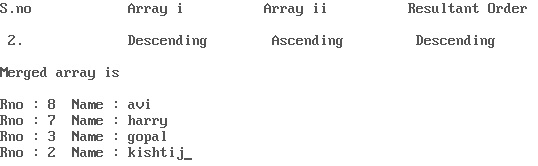 S.no Array i Array ii Resultant Order
2. Descending Ascending Descending
Merged array is
Rno : 8 Name : avi
Rno : 7 Name : harry
Rno : 3 Name : gopal
Rno : 2 Name : kishtij_